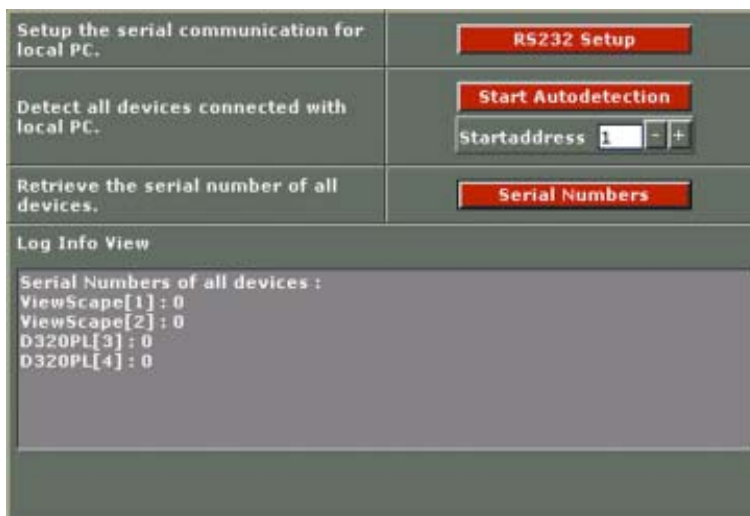 Setup the serial communication for
local PC.
RS232 Setup
Detect all devices connected with
local PC.
Start Autodetection
Startaddress 1 - +
Retrieve the serial number of all
devices.
Serial Numbers
Log Info View
Serial Numbers of all devices :
ViewScape[1] : 0
ViewScape[2] : 0
D320PL[3] : 0
D320PL[4] : 0